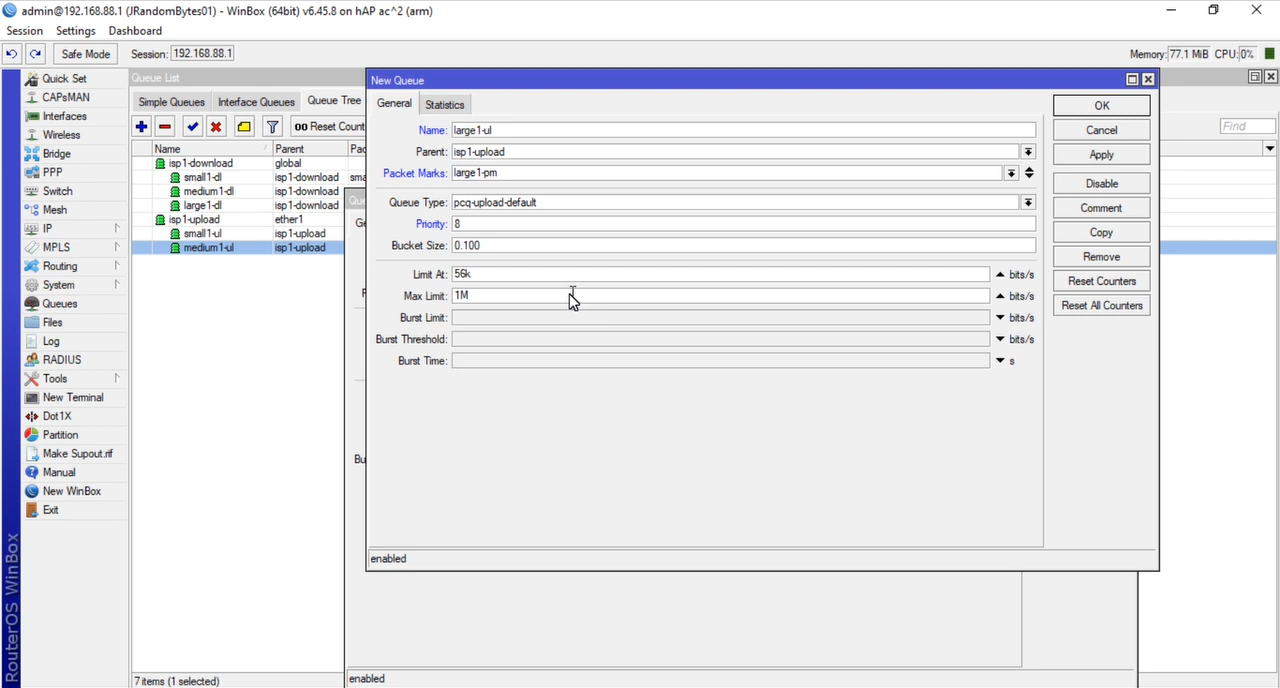 admin@192.168.88.1 (JRandomBytes01) - WinBox (64bit) v6.45.8 on hAP ac^2 (arm)
Session Settings Dashboard
Safe Mode Session: 192.168.88.1 Memory: 77.1 MiB CPU: 0%
Quick Set
CAPsMAN
Interfaces
Wireless
Bridge
PPP
Switch
Mesh
IP
MPLS
Routing
System
Queues
Files
Log
RADIUS
Tools
New Terminal
Dot1X
Partition
Make Supout.rif
Manual
New WinBox
Exit
RouterOS WinBox
Queue List
Simple Queues Interface Queues Queue Tree
00 Reset Count
Find
Name Parent Pac
isp1-download global
small1-dl isp1-download sma
medium1-dl isp1-download
large1-dl isp1-download
isp1-upload ether1
small1-ul isp1-upload
medium1-ul isp1-upload
7 items (1 selected)
Que
Ge
Bu
enabled
New Queue
General Statistics
Name: large1-ul
Parent: isp1-upload
Packet Marks: large1-pm
Queue Type: pcq-upload-default
Priority: 8
Bucket Size: 0.100
Limit At: 56k bits/s
Max Limit: 1M bits/s
Burst Limit: bits/s
Burst Threshold: bits/s
Burst Time: s
OK
Cancel
Apply
Disable
Comment
Copy
Remove
Reset Counters
Reset All Counters
enabled